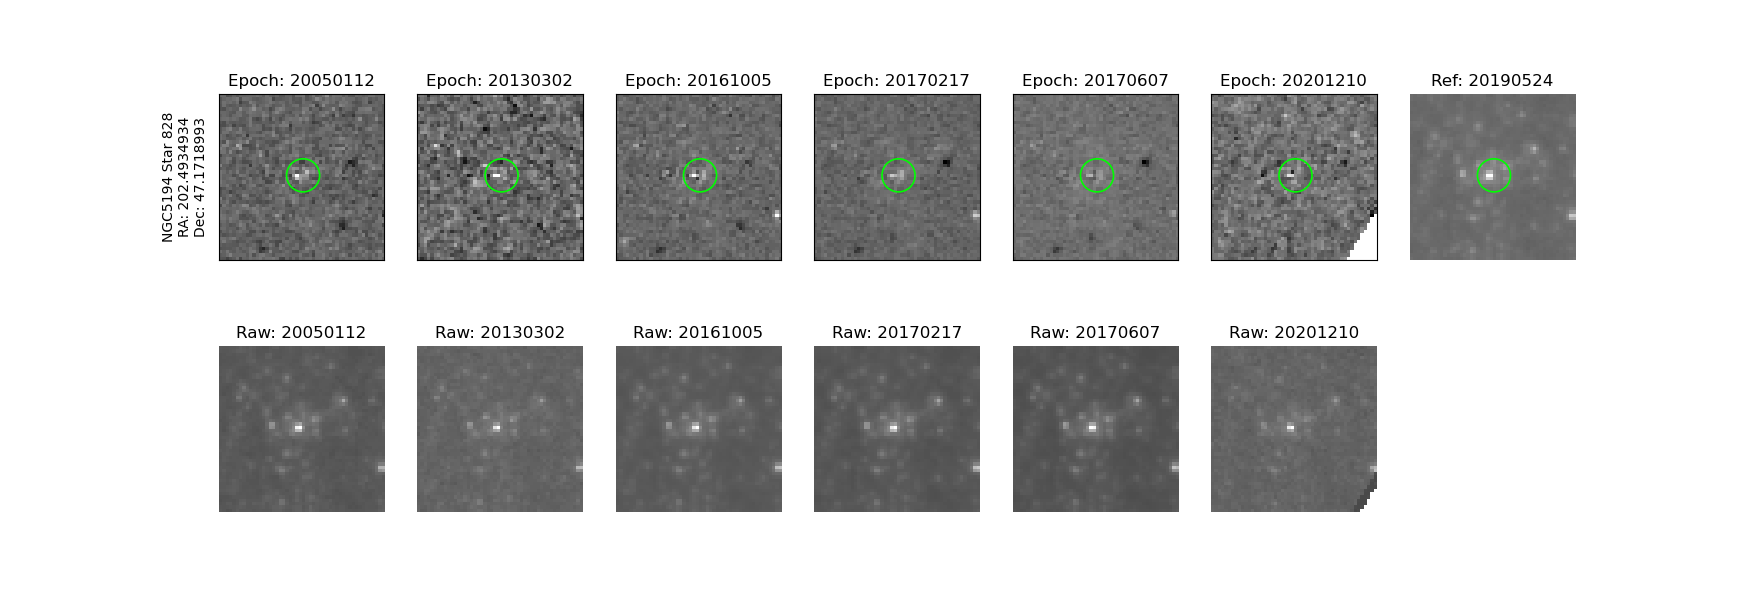 Epoch: 20050112
Epoch: 20130302
Epoch: 20161005
Epoch: 20170217
Epoch: 20170607
Epoch: 20201210
Ref: 20190524
NGC5194 Star 828
RA: 202.4934934
Dec: 47.1718993
Raw: 20050112
Raw: 20130302
Raw: 20161005
Raw: 20170217
Raw: 20170607
Raw: 20201210